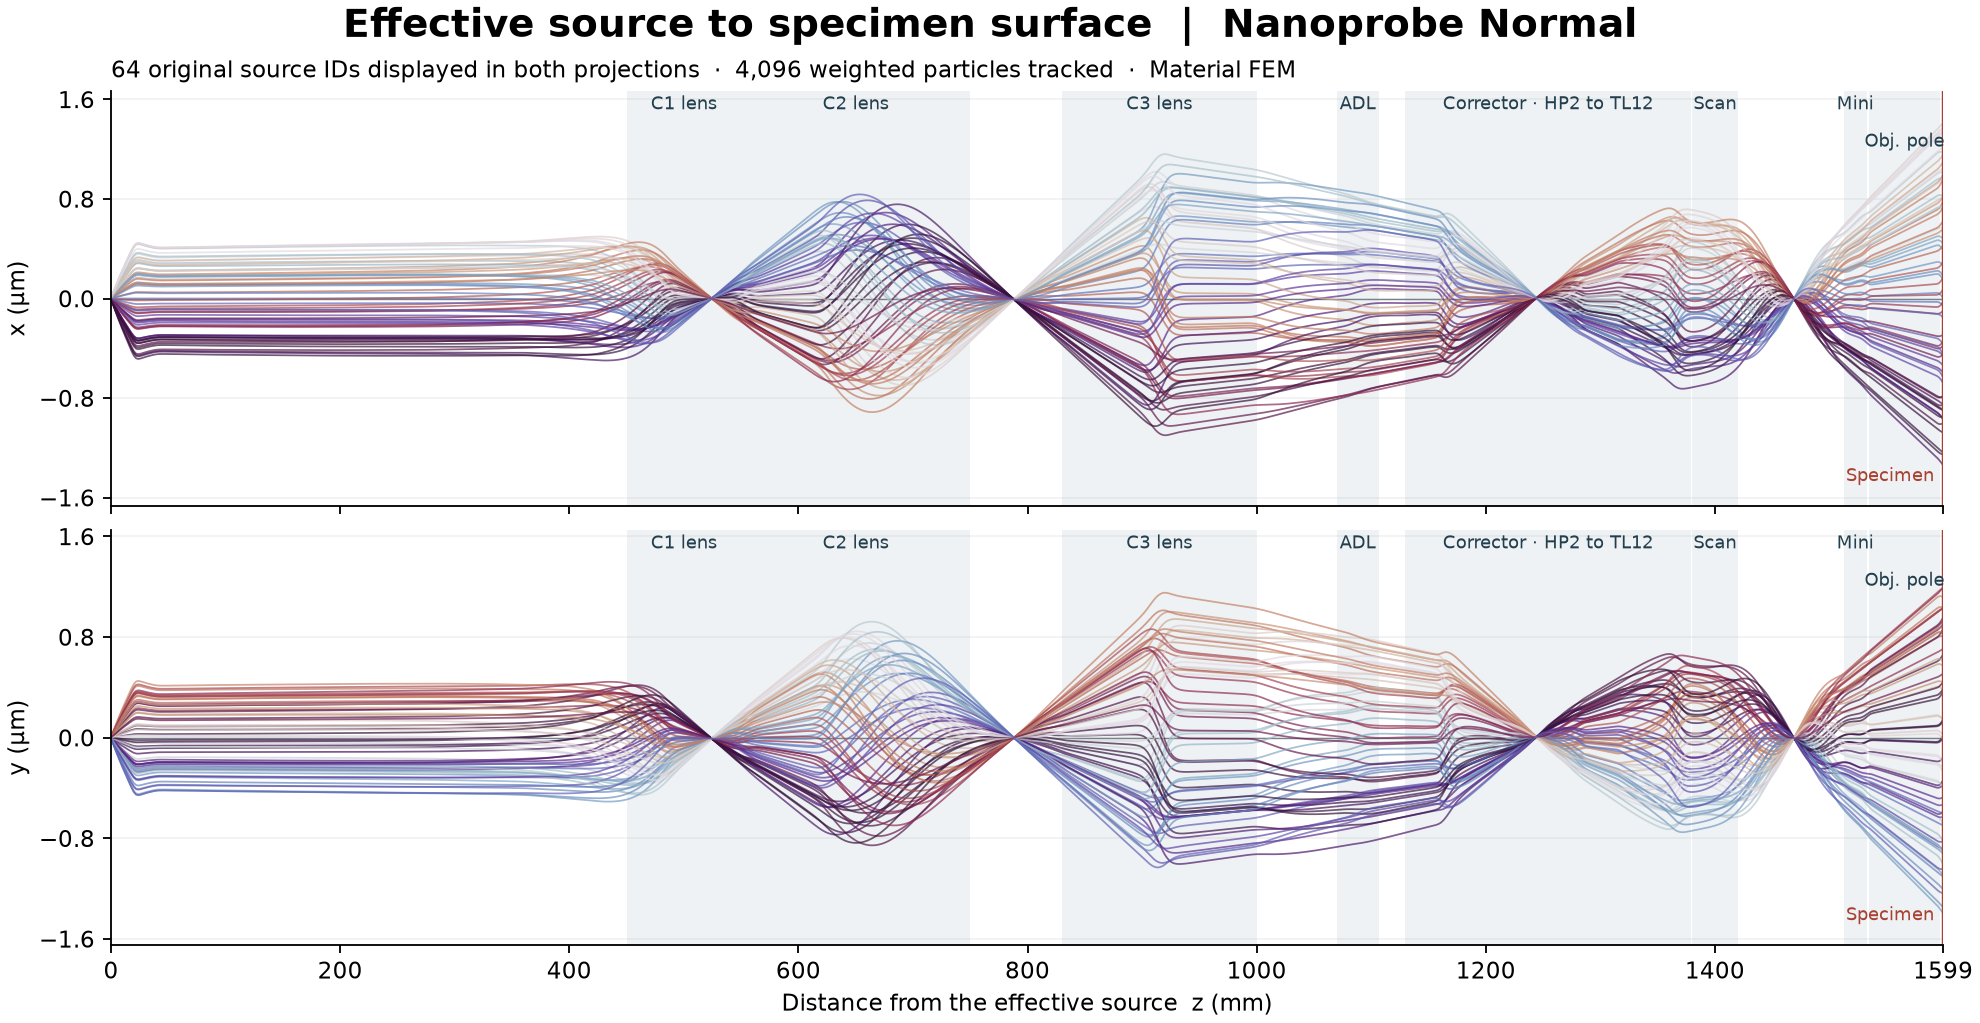 Effective source to specimen surface | Nanoprobe Normal
64 original source IDs displayed in both projections · 4,096 weighted particles tracked · Material FEM
C1 lens C2 lens C3 lens ADL Corrector · HP2 to TL12 Scan Mini
Obj. pole
Specimen
1.6
0.8
0.0
−0.8
−1.6
x (μm)
C1 lens C2 lens C3 lens ADL Corrector · HP2 to TL12 Scan Mini
Obj. pole
Specimen
1.6
0.8
0.0
−0.8
−1.6
y (μm)
0 200 400 600 800 1000 1200 1400 1599
Distance from the effective source z (mm)